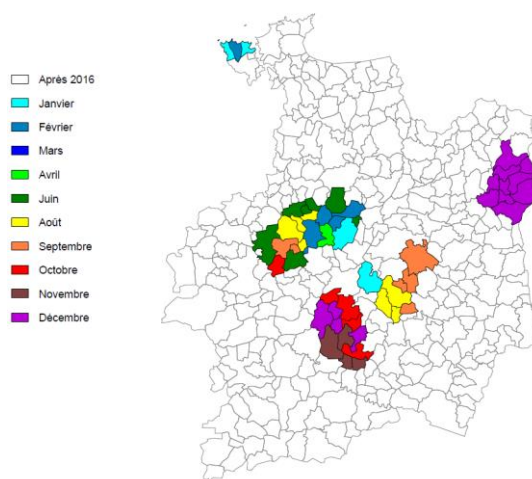 Après 2016
Janvier
Février
Mars
Avril
Juin
Août
Septembre
Octobre
Novembre
Décembre